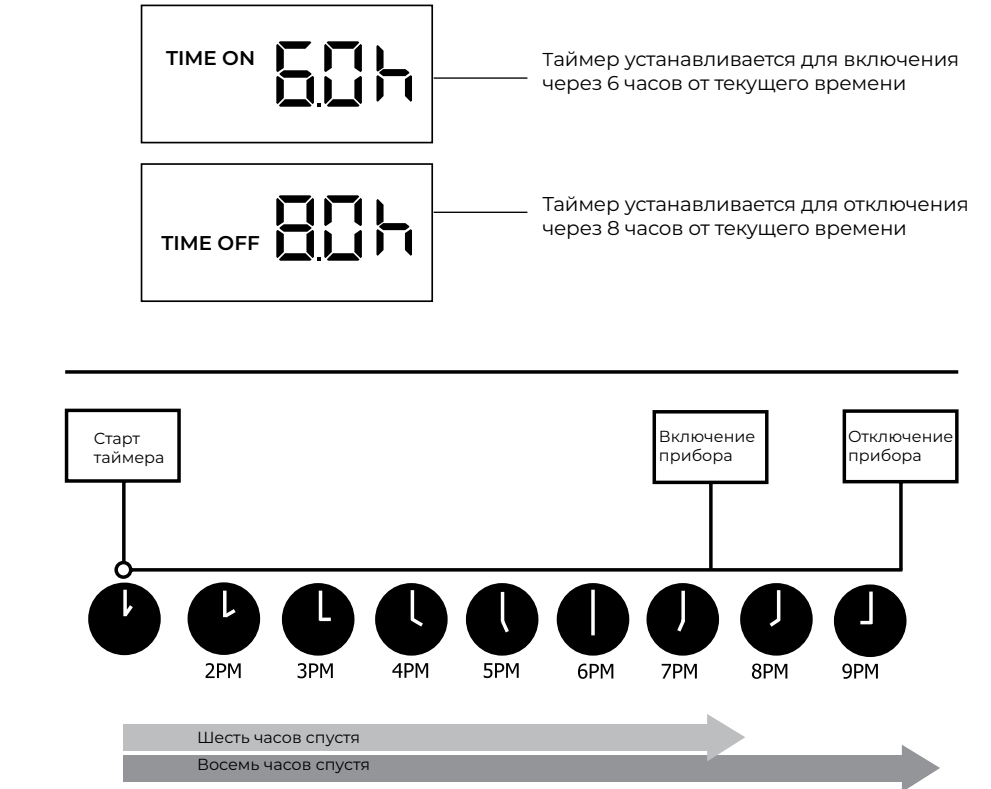 TIME ON 6.0h
Таймер устанавливается для включения
через 6 часов от текущего времени
TIME OFF 8.0h
Таймер устанавливается для отключения
через 8 часов от текущего времени
Старт
таймера
Включение
прибора
Отключение
прибора
2PM 3PM 4PM 5PM 6PM 7PM 8PM 9PM
Шесть часов спустя
Восемь часов спустя